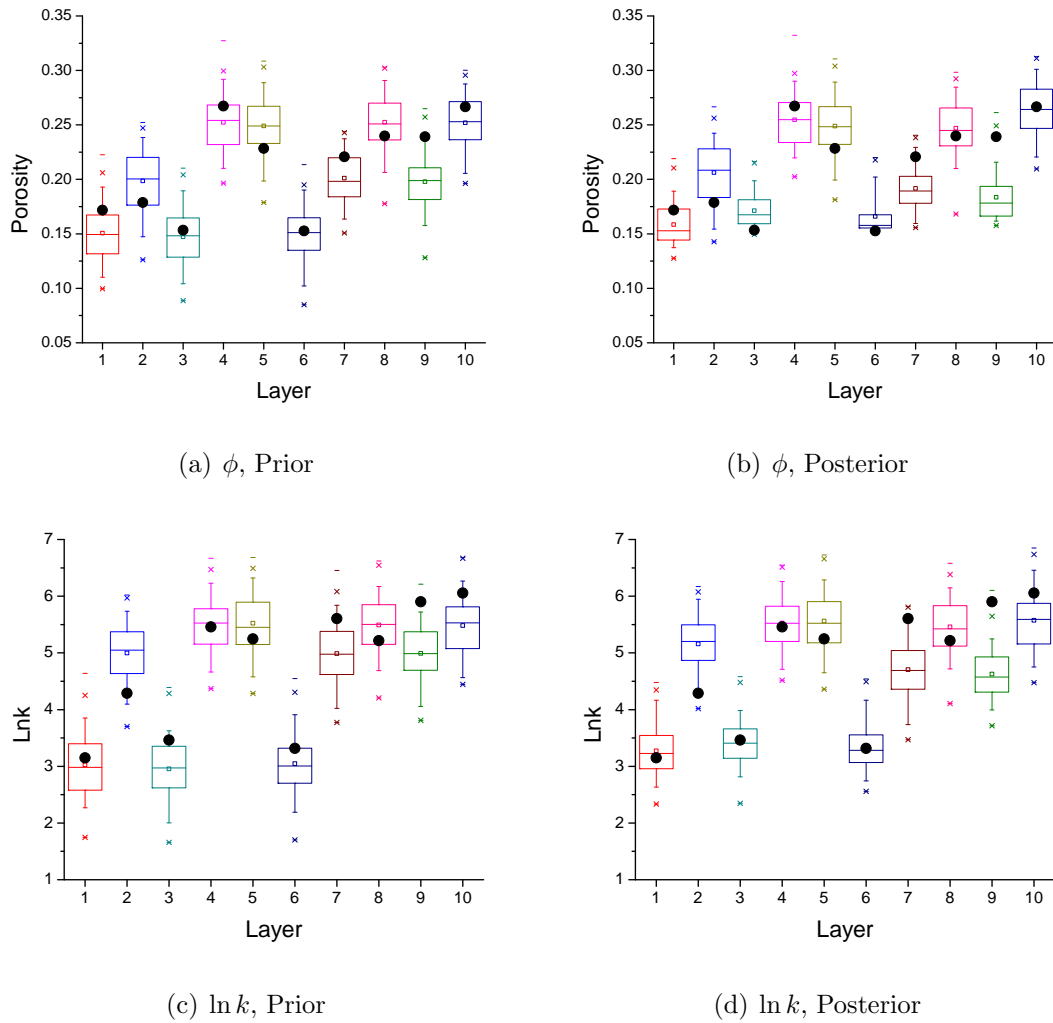 0.35
0.30
0.25
0.20
0.15
0.10
0.05
Porosity
1 2 3 4 5 6 7 8 9 10
Layer
(a) ϕ, Prior
0.35
0.30
0.25
0.20
0.15
0.10
0.05
Porosity
1 2 3 4 5 6 7 8 9 10
Layer
(b) ϕ, Posterior
7
6
5
4
3
2
1
Lnk
1 2 3 4 5 6 7 8 9 10
Layer
(c) ln k, Prior
7
6
5
4
3
2
1
Lnk
1 2 3 4 5 6 7 8 9 10
Layer
(d) ln k, Posterior